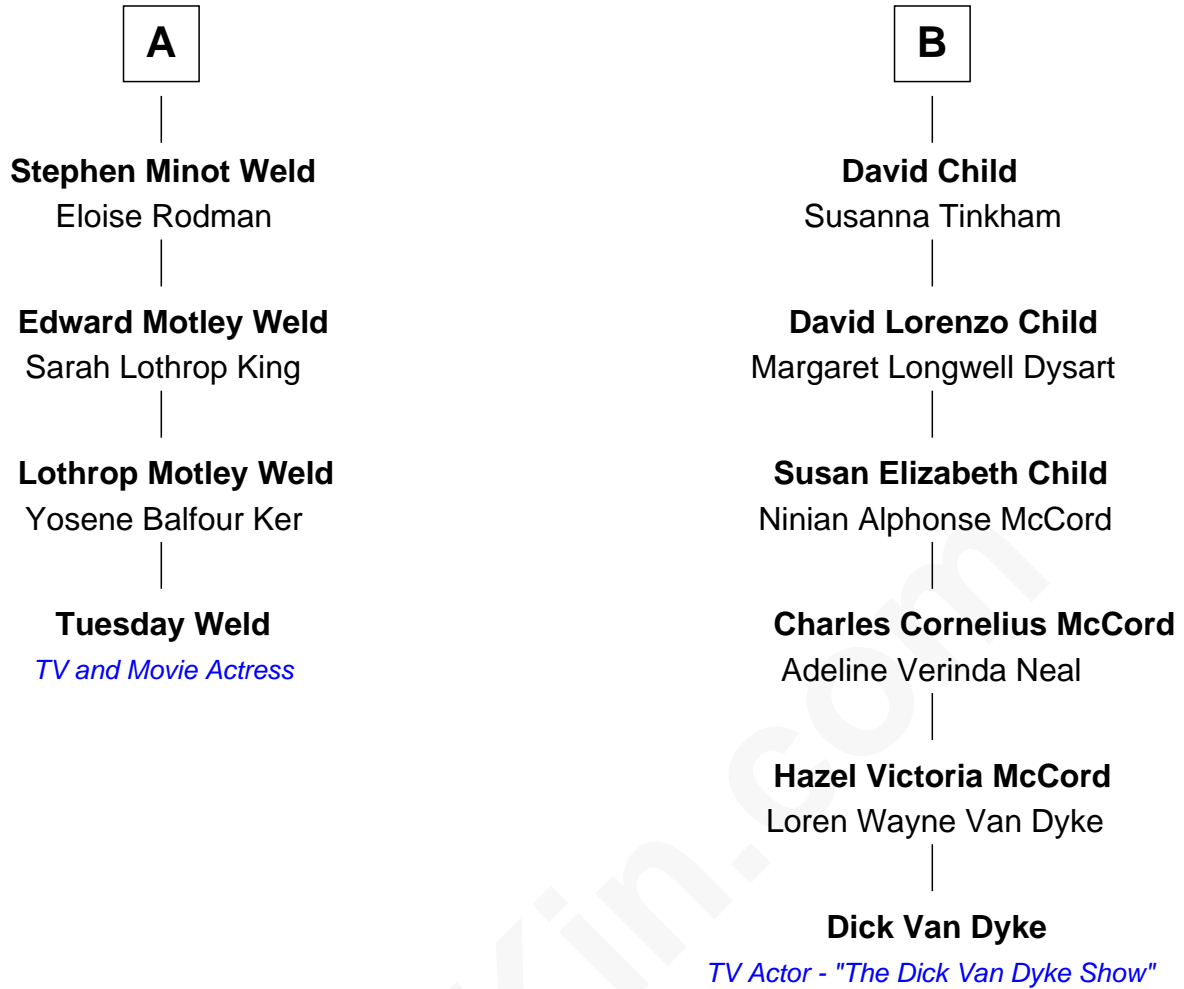 A
Stephen Minot Weld
Eloise Rodman
Edward Motley Weld
Sarah Lothrop King
Lothrop Motley Weld
Yosene Balfour Ker
Tuesday Weld
TV and Movie Actress
B
David Child
Susanna Tinkham
David Lorenzo Child
Margaret Longwell Dysart
Susan Elizabeth Child
Ninian Alphonse McCord
Charles Cornelius McCord
Adeline Verinda Neal
Hazel Victoria McCord
Loren Wayne Van Dyke
Dick Van Dyke
TV Actor - "The Dick Van Dyke Show"